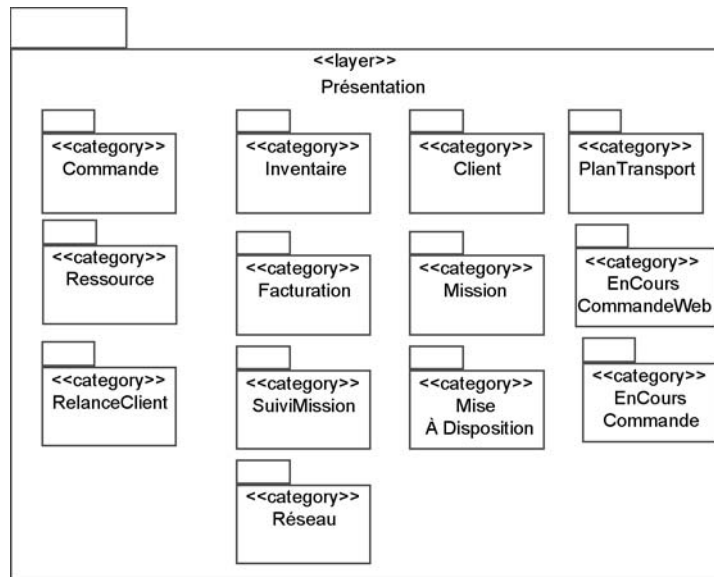 <<layer>>
Présentation
<<category>>
Commande
<<category>>
Inventaire
<<category>>
Client
<<category>>
PlanTransport
<<category>>
Ressource
<<category>>
Facturation
<<category>>
Mission
<<category>>
EnCours
CommandeWeb
<<category>>
RelanceClient
<<category>>
SuiviMission
<<category>>
Mise
À Disposition
<<category>>
EnCours
Commande
<<category>>
Réseau